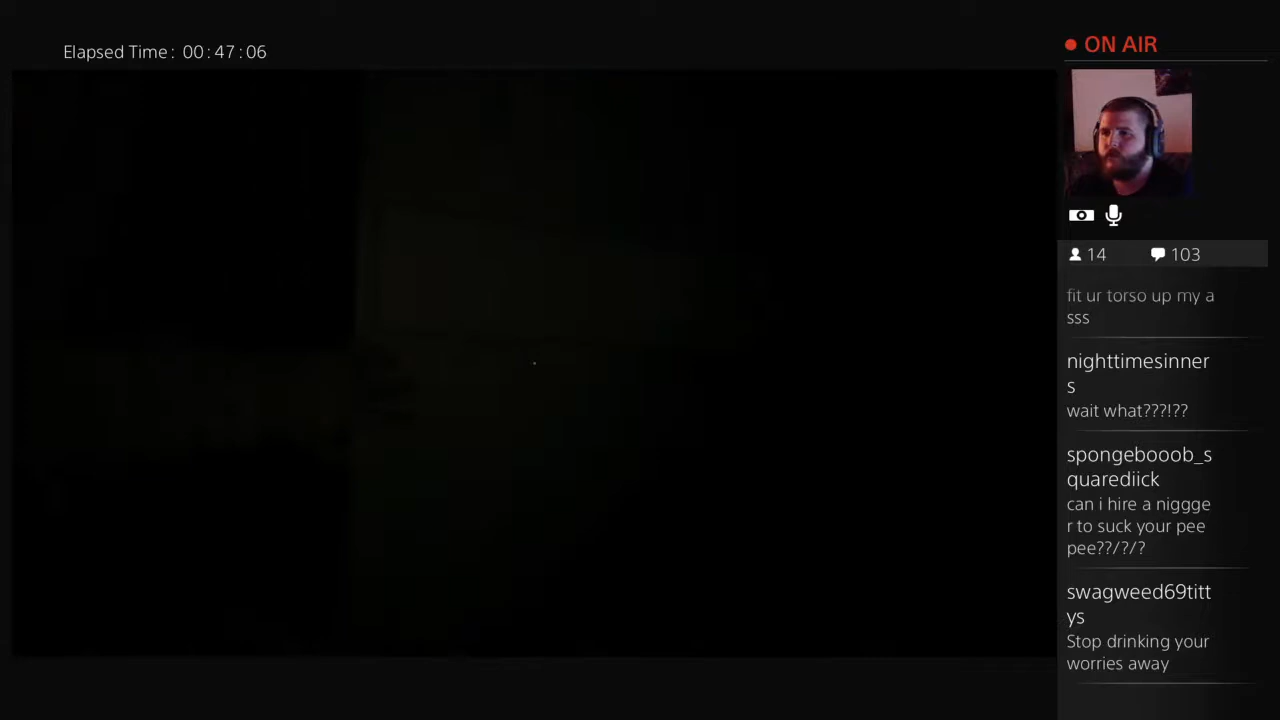 Elapsed Time: 00:47:06
ON AIR
14 103
fit ur torso up my a
sss
nighttimesinner
s
wait what???!??
spongebooob_s
quarediick
can i hire a niggge
r to suck your pee
pee??/?/?
swagweed69titt
ys
Stop drinking your
worries away